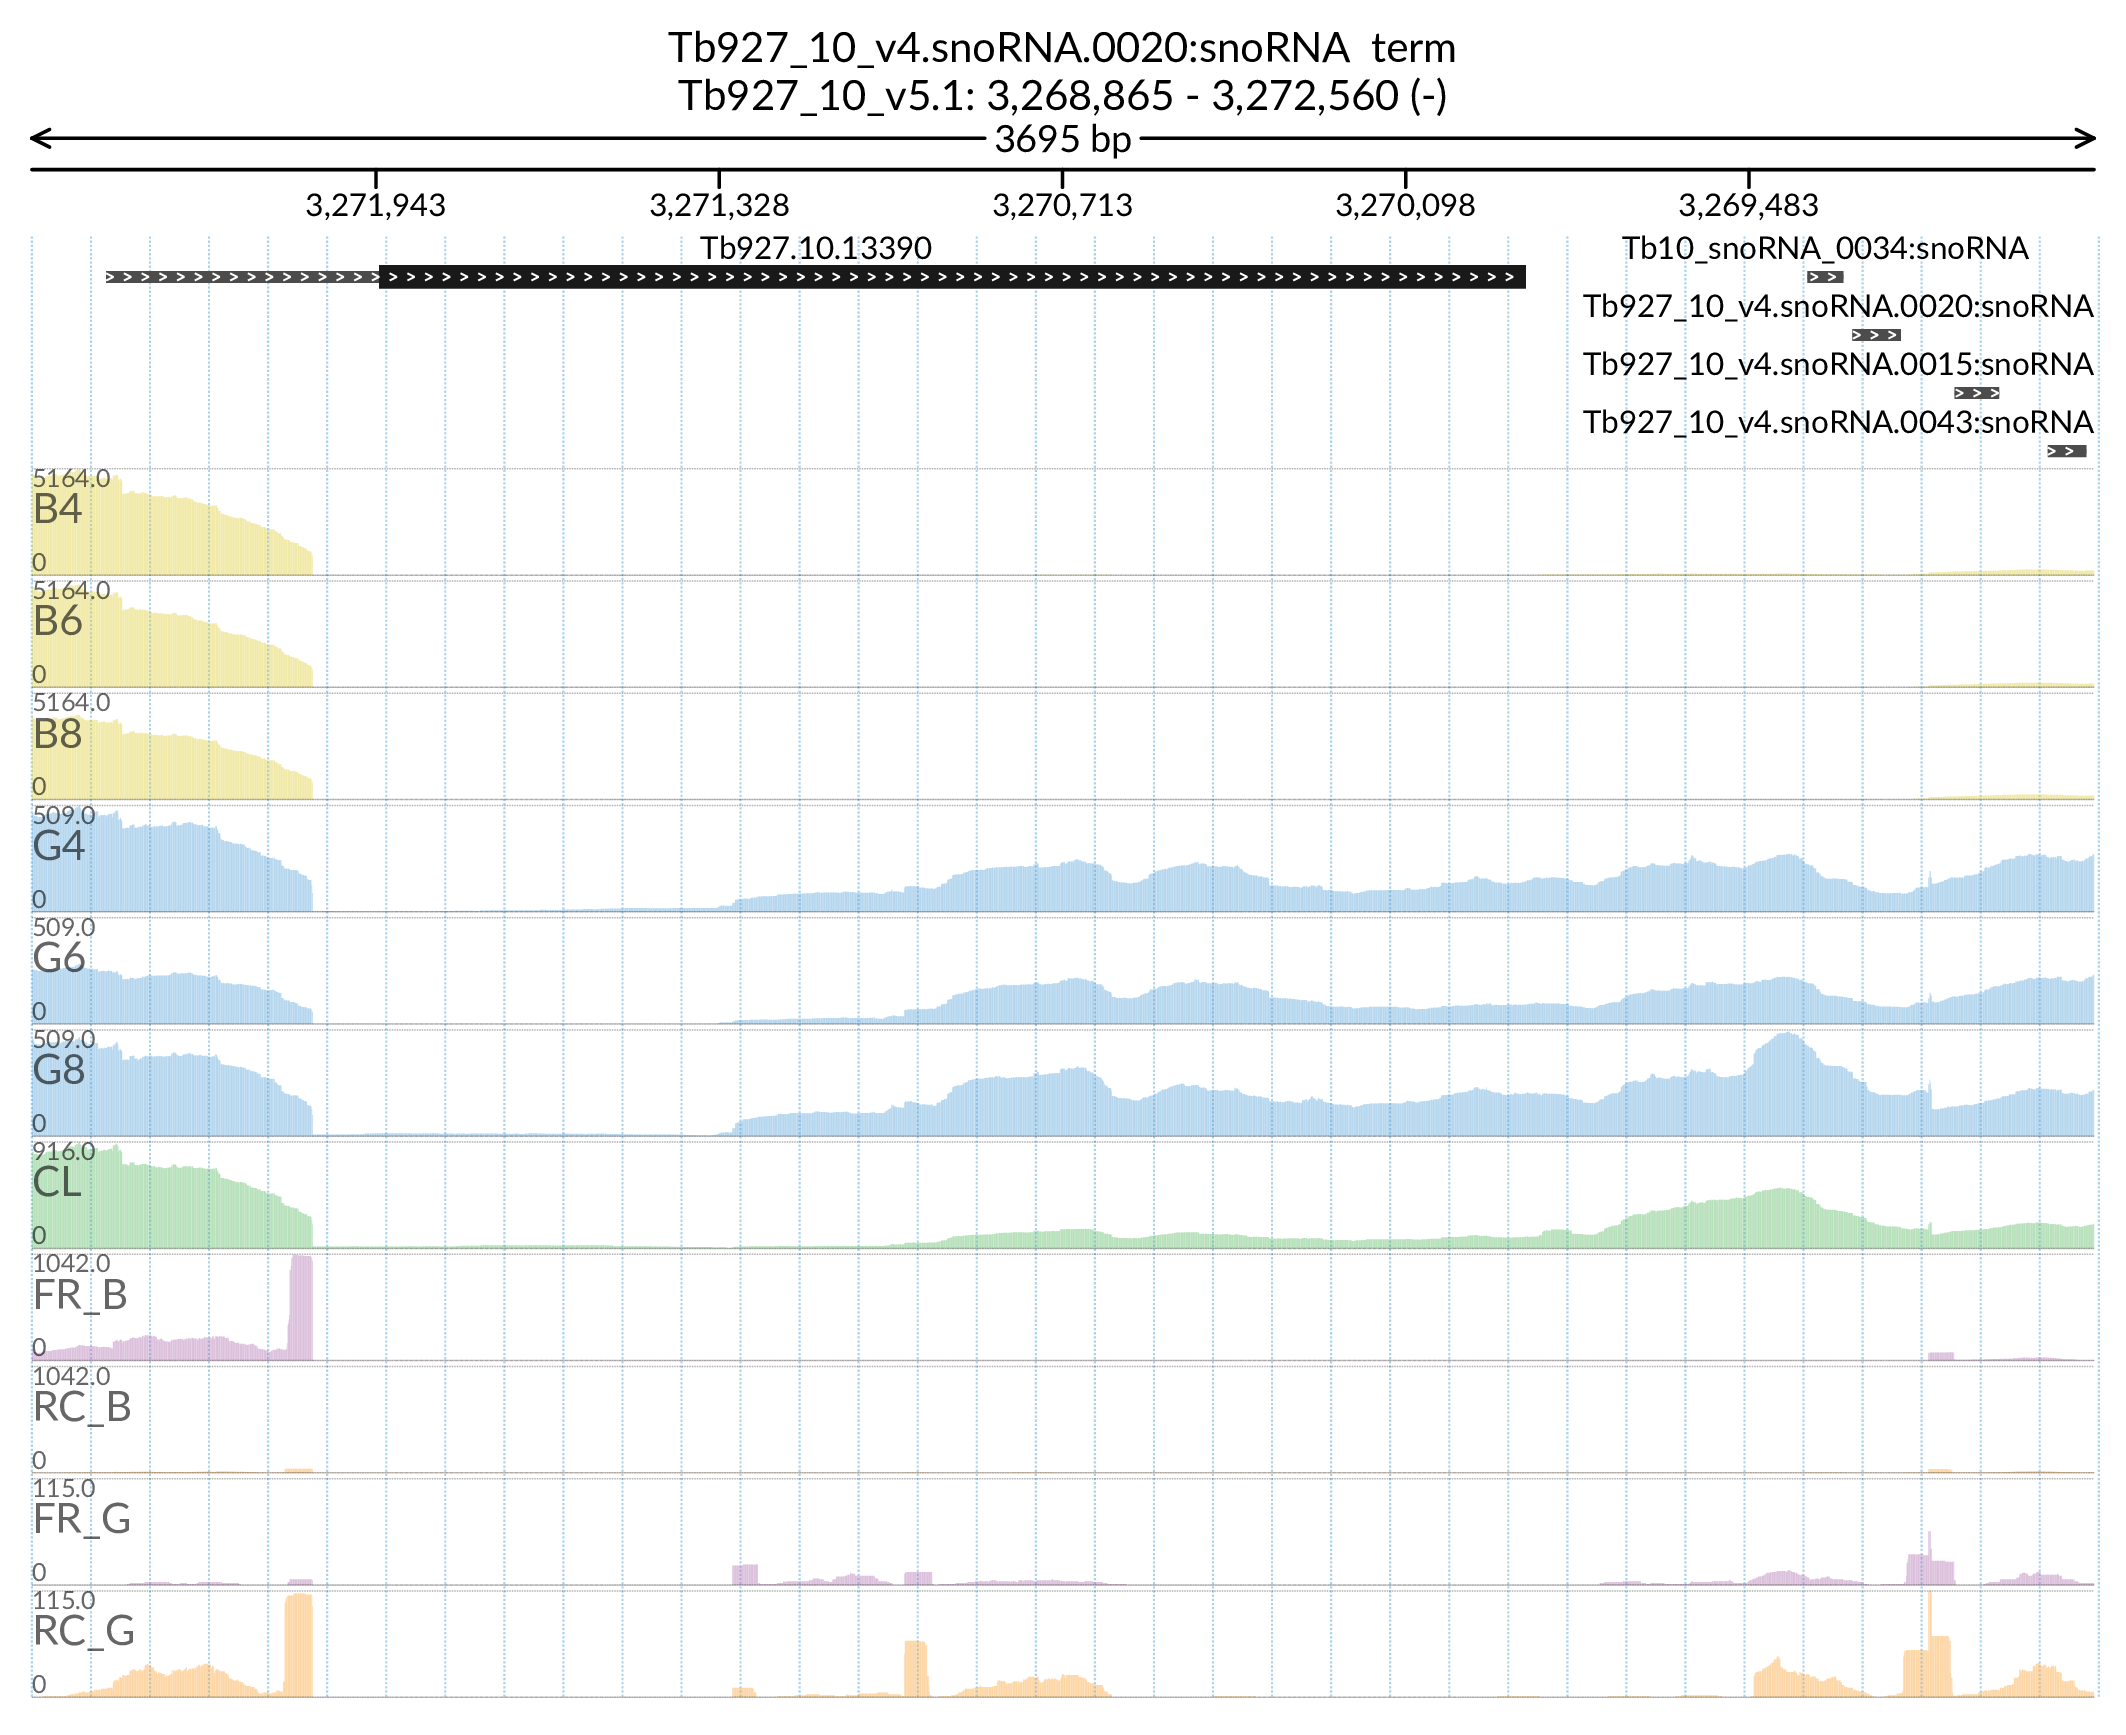 Tb927_10_v4.snoRNA.0020:snoRNA term
Tb927_10_v5.1: 3,268,865 - 3,272,560 (-)
3695 bp
3,271,943 3,271,328 3,270,713 3,270,098 3,269,483
Tb927.10.13390 Tb10_snoRNA_0034:snoRNA
Tb927_10_v4.snoRNA.0020:snoRNA
Tb927_10_v4.snoRNA.0015:snoRNA
Tb927_10_v4.snoRNA.0043:snoRNA
5164.0
B4
0
5164.0
B6
0
5164.0
B8
0
509.0
G4
0
509.0
G6
0
509.0
G8
0
916.0
CL
0
1042.0
FR_B
0
1042.0
RC_B
0
115.0
FR_G
0
115.0
RC_G
0